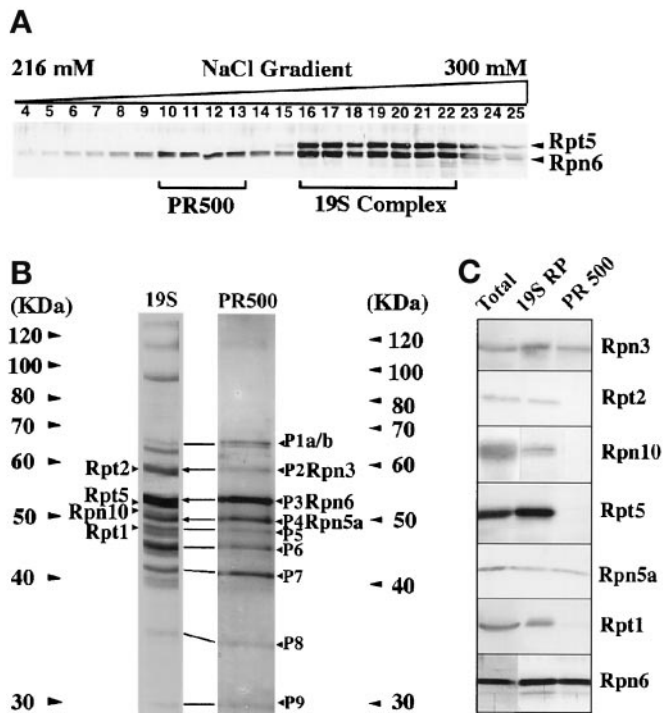 A
216 mM NaCl Gradient 300 mM
4 5 6 7 8 9 10 11 12 13 14 15 16 17 18 19 20 21 22 23 24 25
Rpt5
Rpn6
PR500 19S Complex
B
(KDa) 19S PR500 (KDa)
120 120
100 100
80 80
70 70
P1a/b
60 Rpt2 P2 Rpn3 60
Rpt5 P3 Rpn6
Rpn10
50 P4 Rpn5a 50
Rpt1 P5
P6
40 P7 40
P8
30 P9 30
C
Total 19S RP PR 500
Rpn3
Rpt2
Rpn10
Rpt5
Rpn5a
Rpt1
Rpn6